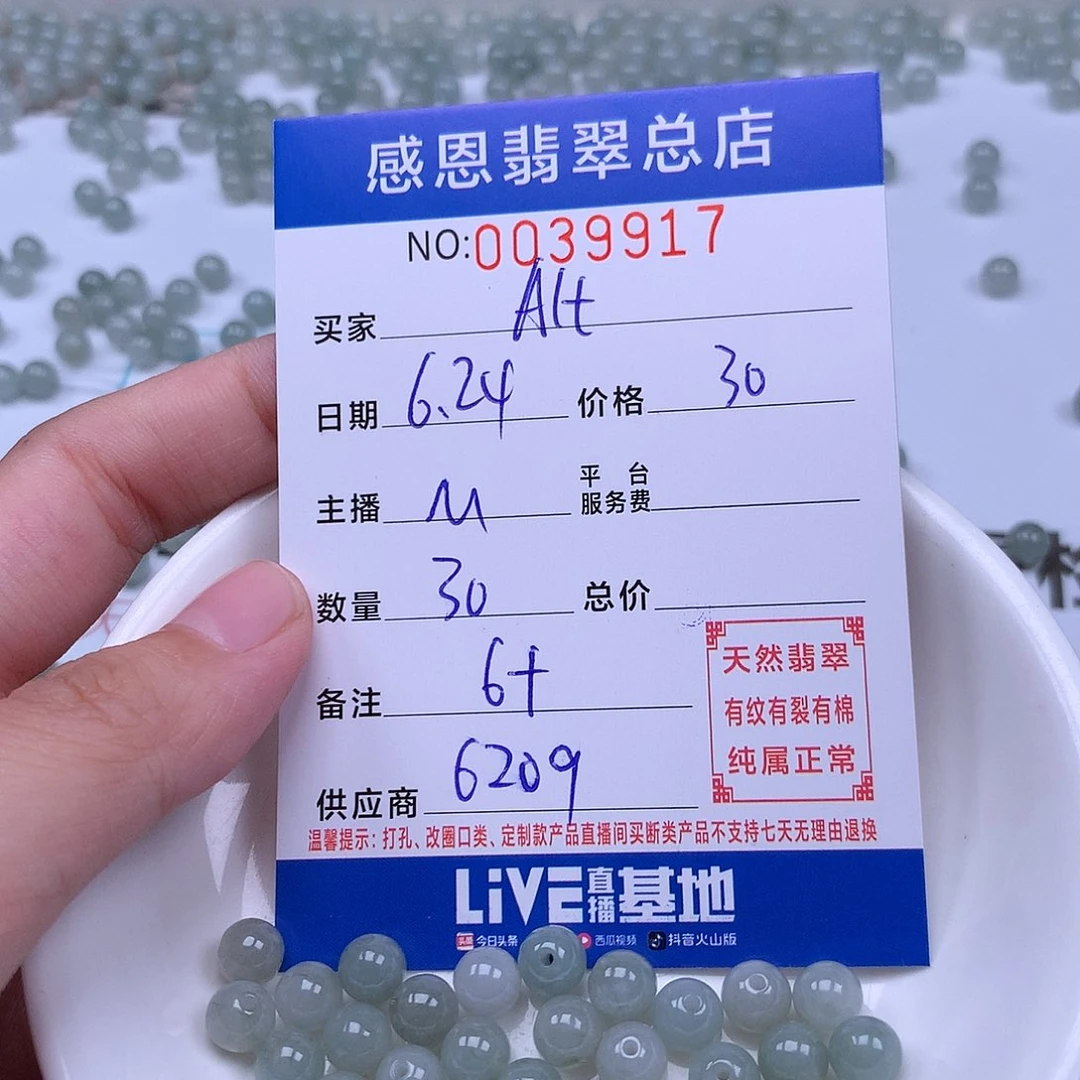 感恩翡翠总店
NO:0039917
买家 Alt
日期 6.24 价格 30
主播 M 平台服务费
数量 30 总价
备注 6+
供应商 6209
天然翡翠
有纹有裂有棉
纯属正常
温馨提示：打孔、改圈口类、定制款产品直播间买断类产品不支持七天无理由退换
LiVE直播基地
头条 今日头条 西瓜视频 抖音火山版